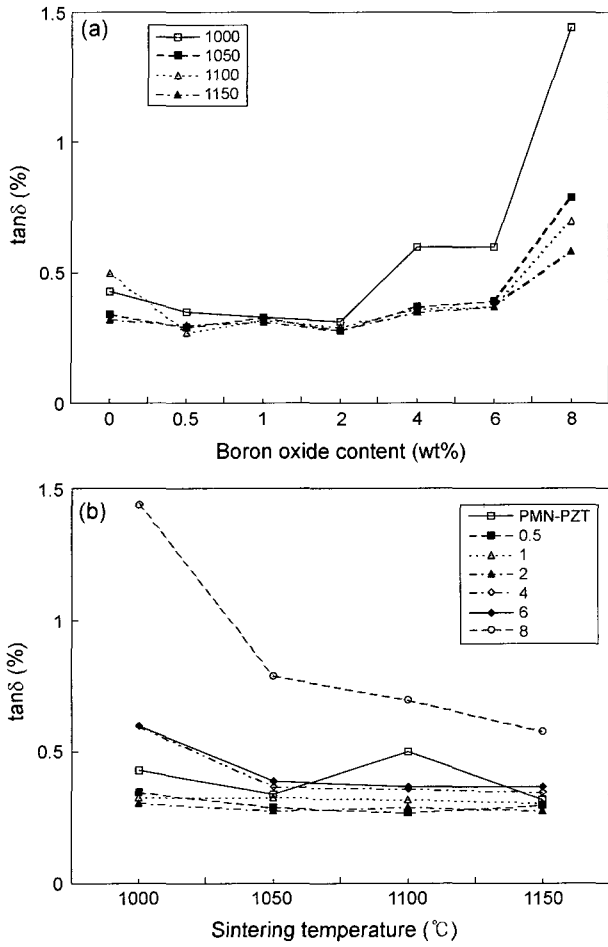 1.5
(a)
1000
1050
1100
1150
1
0.5
0
tanδ (%)
0 0.5 1 2 4 6 8
Boron oxide content (wt%)
1.5
(b)
PMN-PZT
0.5
1
2
4
6
8
1
0.5
0
tanδ (%)
1000 1050 1100 1150
Sintering temperature (℃)